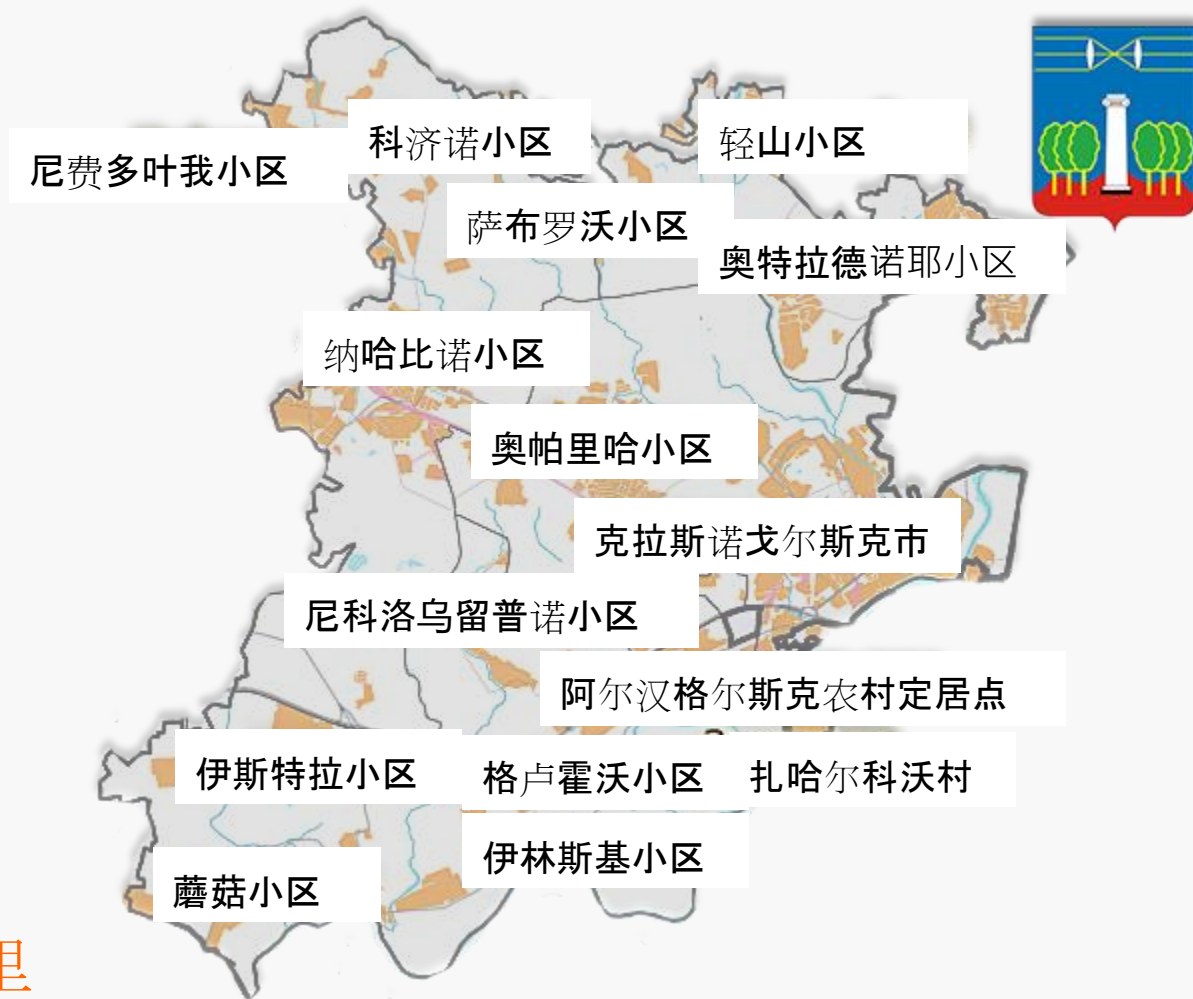 科济诺小区
轻山小区
尼费多叶我小区
萨布罗沃小区
奥特拉德诺耶小区
纳哈比诺小区
奥帕里哈小区
克拉斯诺戈尔斯克市
尼科洛乌留普诺小区
阿尔汉格尔斯克农村定居点
伊斯特拉小区
格卢霍沃小区
扎哈尔科沃村
伊林斯基小区
蘑菇小区
里